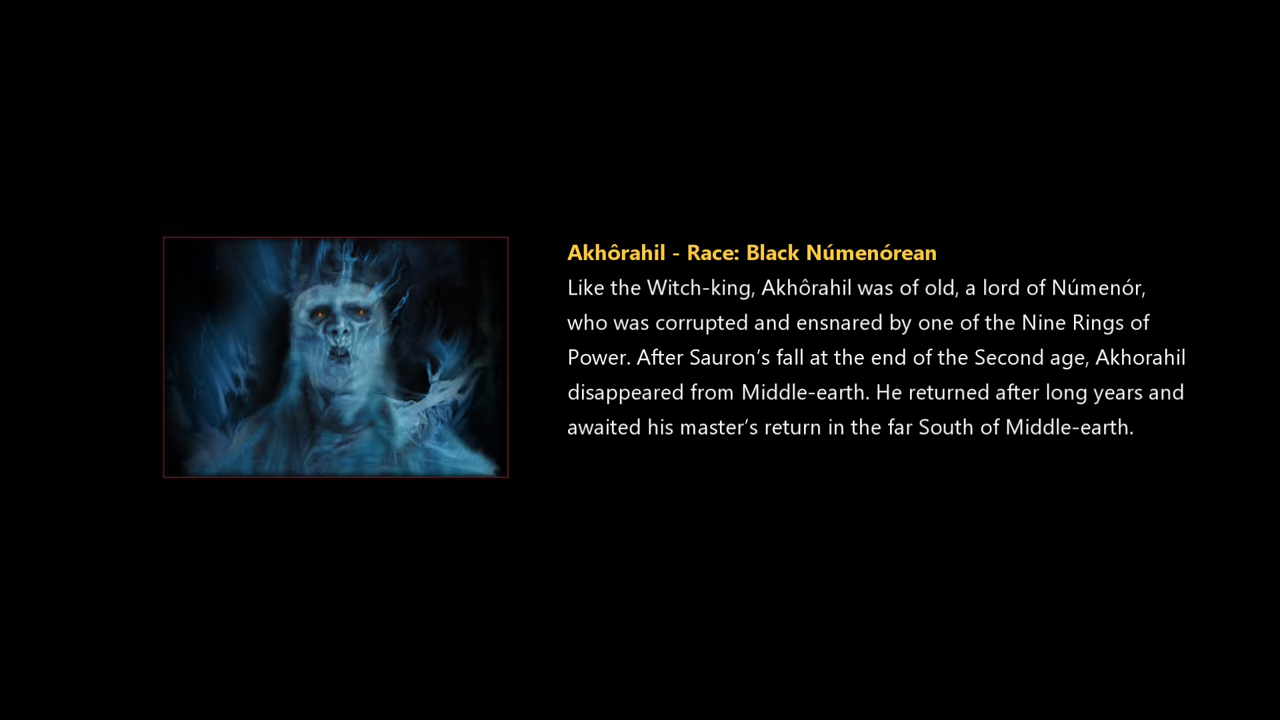 Akhôrahil - Race: Black Númenórean
Like the Witch-king, Akhôrahil was of old, a lord of Númenór,
who was corrupted and ensnared by one of the Nine Rings of
Power. After Sauron’s fall at the end of the Second age, Akhorahil
disappeared from Middle-earth. He returned after long years and
awaited his master’s return in the far South of Middle-earth.